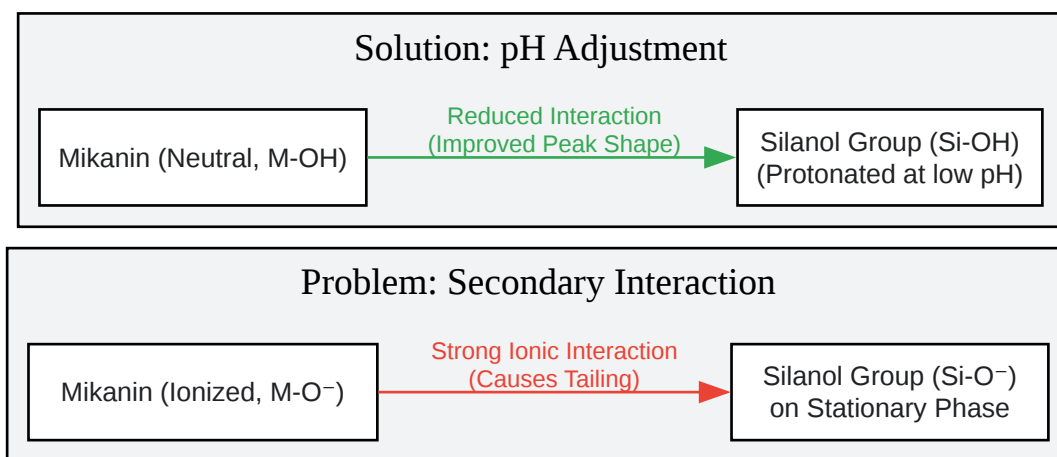 Solution: pH Adjustment
Mikanin (Neutral, M-OH)
Reduced Interaction
(Improved Peak Shape)
Silanol Group (Si-OH)
(Protonated at low pH)
Problem: Secondary Interaction
Mikanin (Ionized, M-O⁻)
Strong Ionic Interaction
(Causes Tailing)
Silanol Group (Si-O⁻)
on Stationary Phase